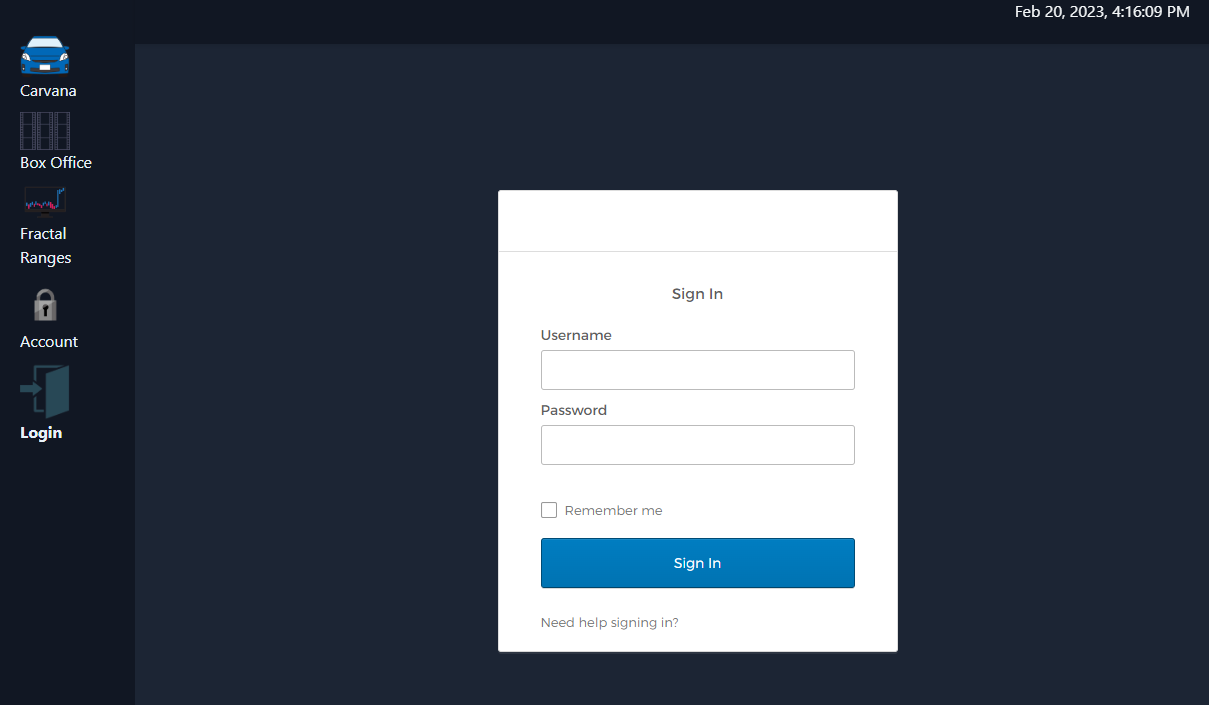 Feb 20, 2023, 4:16:09 PM
Carvana
Box Office
Fractal
Ranges
Account
Login
Sign In
Username
Password
Remember me
Sign In
Need help signing in?